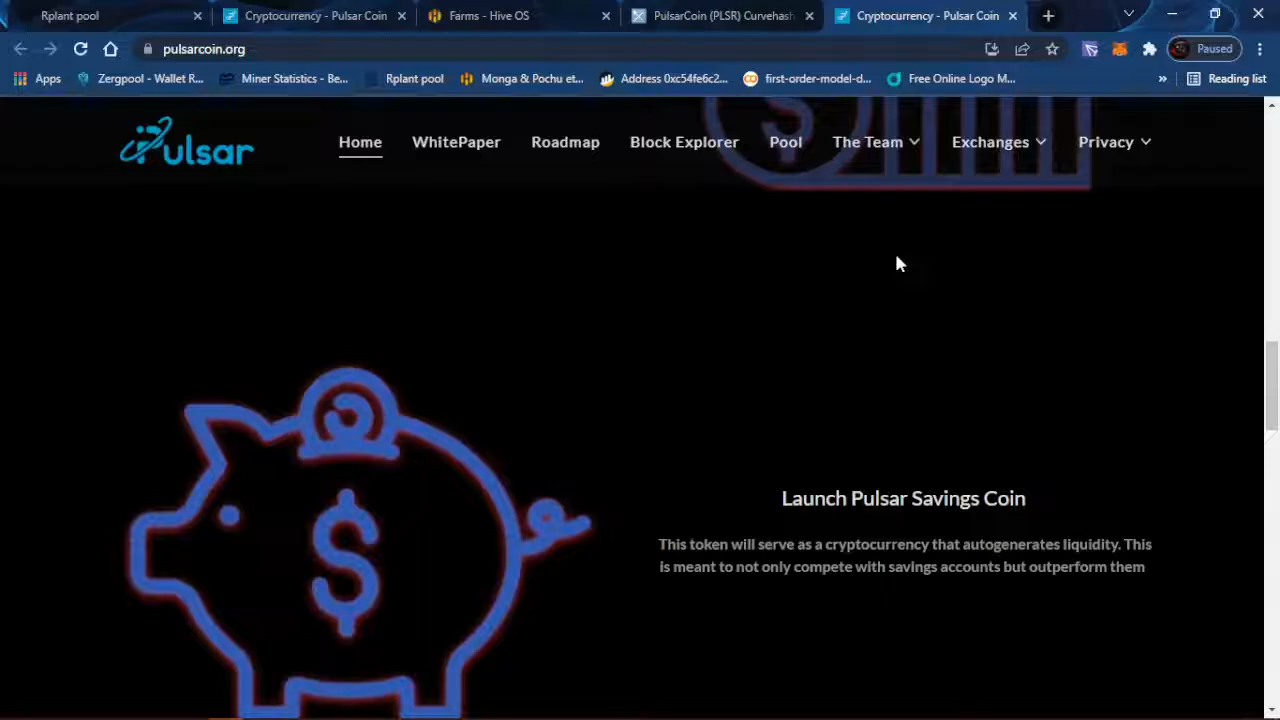 Rplant pool
Cryptocurrency - Pulsar Coin
Farms - Hive OS
PulsarCoin (PLSR) Curvehash
Cryptocurrency - Pulsar Coin
pulsarcoin.org
Paused
Apps
Zergpool - Wallet R...
Miner Statistics - Be...
Rplant pool
Monga & Pochu et...
Address 0xc54fe6c2...
first-order-model-d...
Free Online Logo M...
»
Reading list
Pulsar
Home
WhitePaper
Roadmap
Block Explorer
Pool
The Team
Exchanges
Privacy
$
$
Launch Pulsar Savings Coin
This token will serve as a cryptocurrency that autogenerates liquidity. This
is meant to not only compete with savings accounts but outperform them